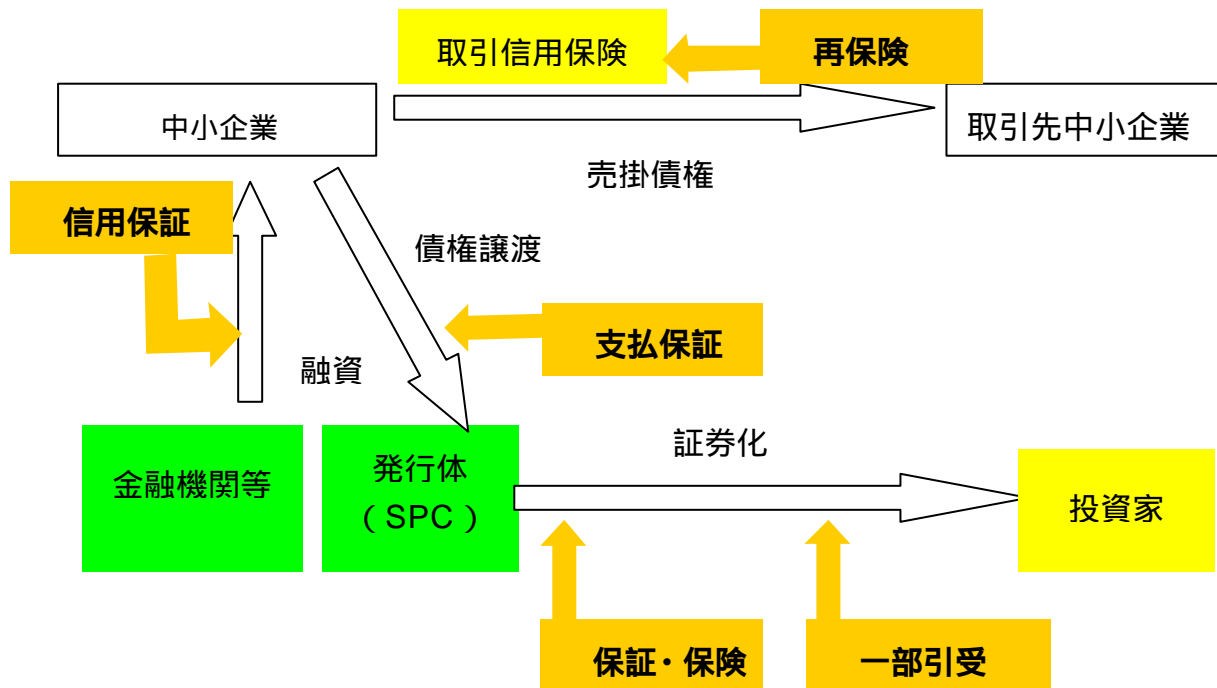 取引信用保険
再保険
中小企業
取引先中小企業
売掛債権
信用保証
債権譲渡
支払保証
融資
証券化
金融機関等
発行体
（SPC）
投資家
保証・保険
一部引受